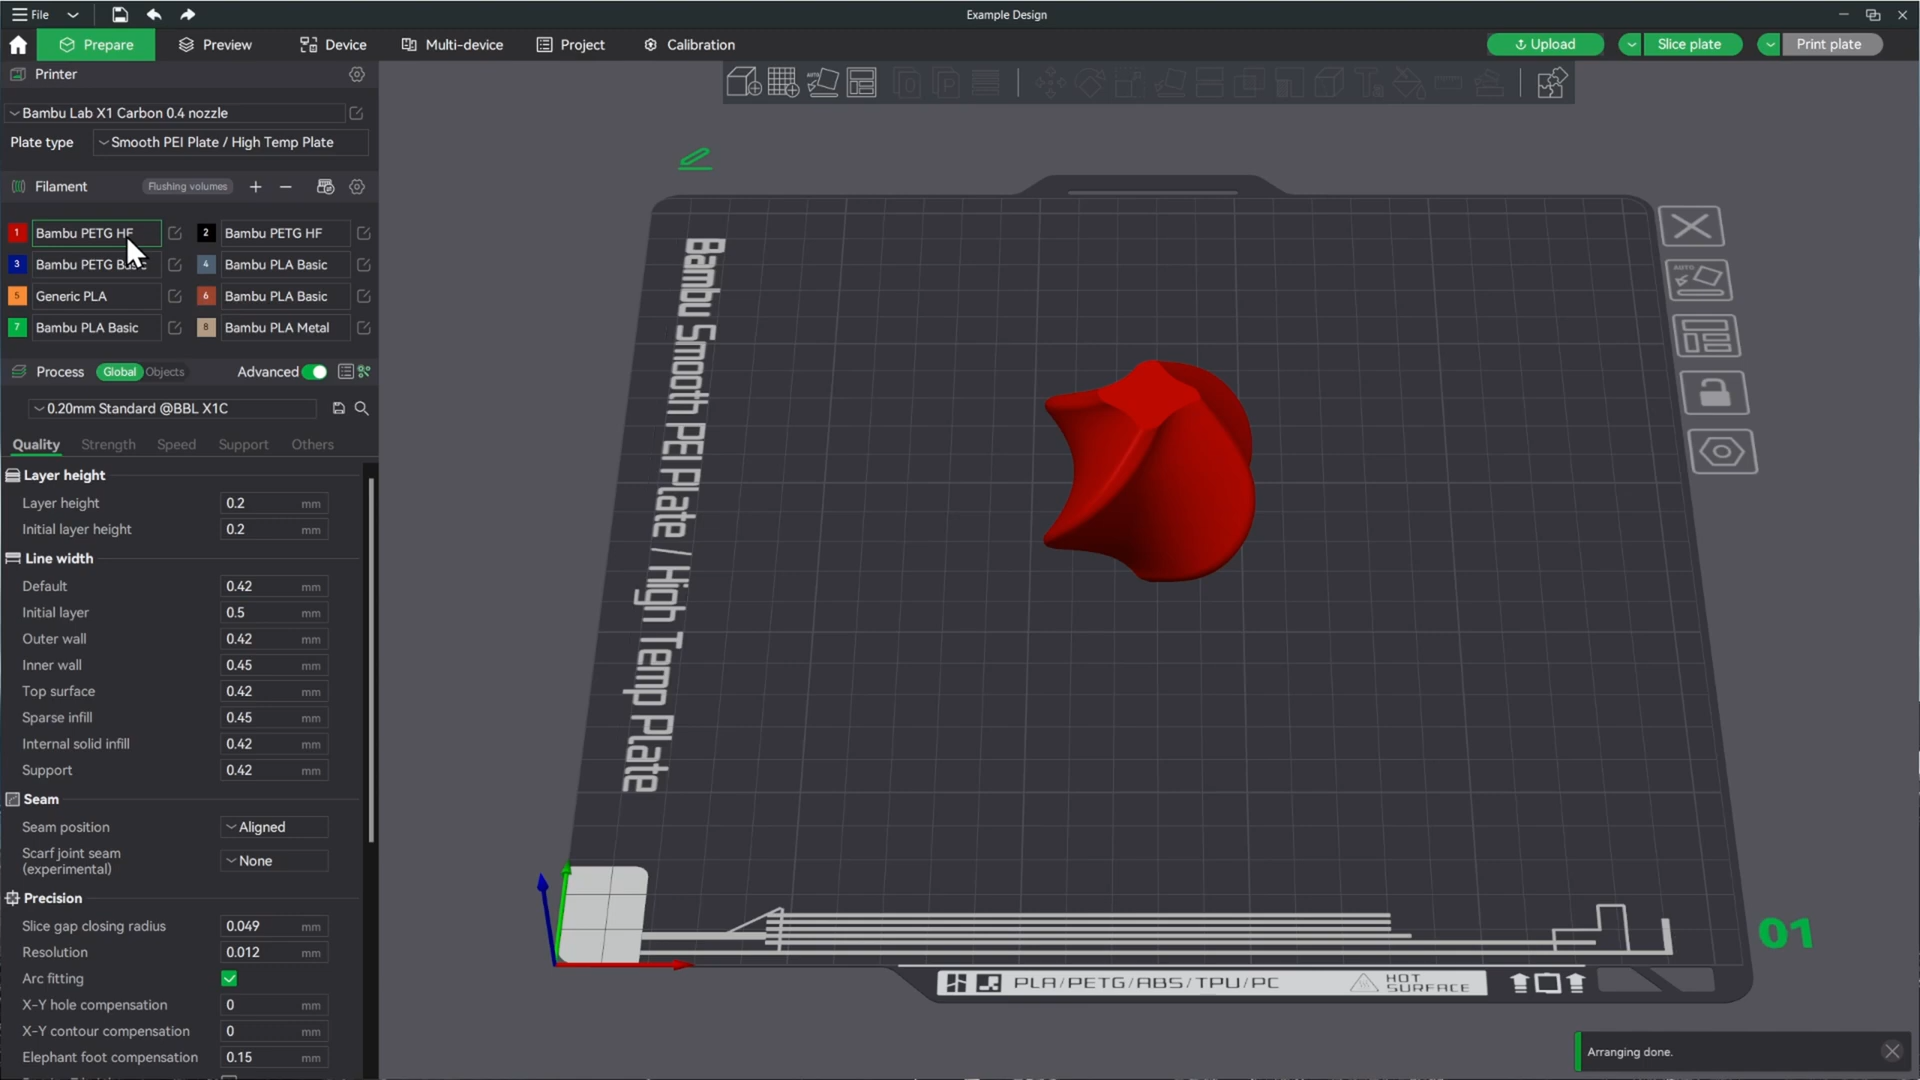 File
Example Design
Prepare
Preview
Device
Multi-device
Project
Calibration
Upload
Slice plate
Print plate
Printer
Bambu Lab X1 Carbon 0.4 nozzle
Plate type
Smooth PEI Plate / High Temp Plate
Filament
Flushing volumes
1 Bambu PETG HF
2 Bambu PETG HF
3 Bambu PETG
4 Bambu PLA Basic
5 Generic PLA
6 Bambu PLA Basic
7 Bambu PLA Basic
8 Bambu PLA Metal
Process
Global
Objects
Advanced
0.20mm Standard @BBL X1C
Quality
Strength
Speed
Support
Others
Layer height
Layer height 0.2 mm
Initial layer height 0.2 mm
Line width
Default 0.42 mm
Initial layer 0.5 mm
Outer wall 0.42 mm
Inner wall 0.45 mm
Top surface 0.42 mm
Sparse infill 0.45 mm
Internal solid infill 0.42 mm
Support 0.42 mm
Seam
Seam position Aligned
Scarf joint seam
(experimental) None
Precision
Slice gap closing radius 0.049 mm
Resolution 0.012 mm
Arc fitting
X-Y hole compensation 0 mm
X-Y contour compensation 0 mm
Elephant foot compensation 0.15 mm
AUTO
Bambu Smooth PEI Plate / High Temp Plate
AUTO
01
PLA/PETG/ABS/TPU/PC
HOT
SURFACE
Arranging done.